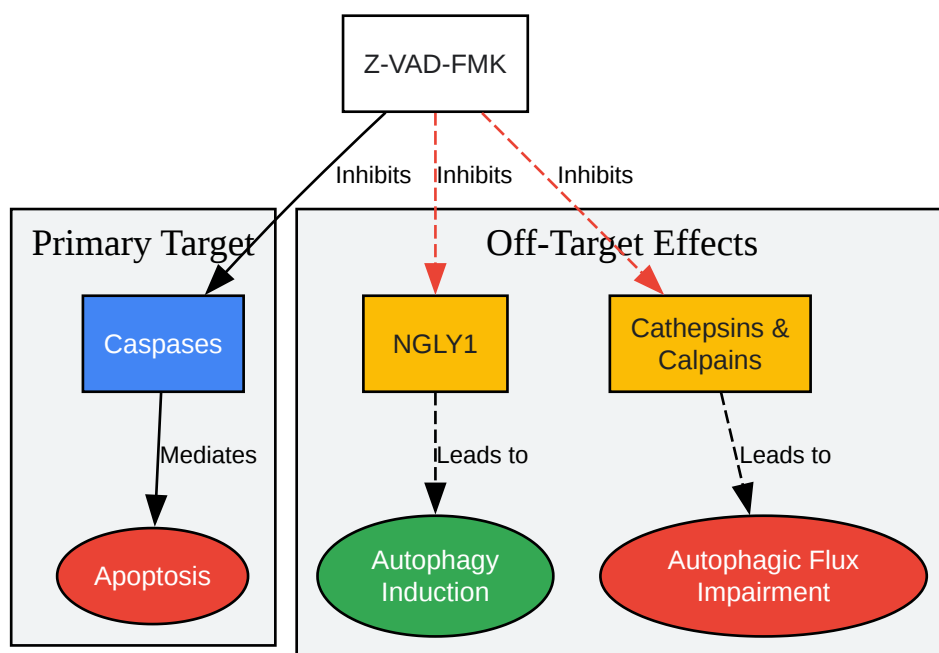 Z-VAD-FMK
Inhibits
Inhibits
Inhibits
Primary Target
Off-Target Effects
Caspases
NGLY1
Cathepsins &
Calpains
Mediates
Leads to
Leads to
Apoptosis
Autophagy
Induction
Autophagic Flux
Impairment